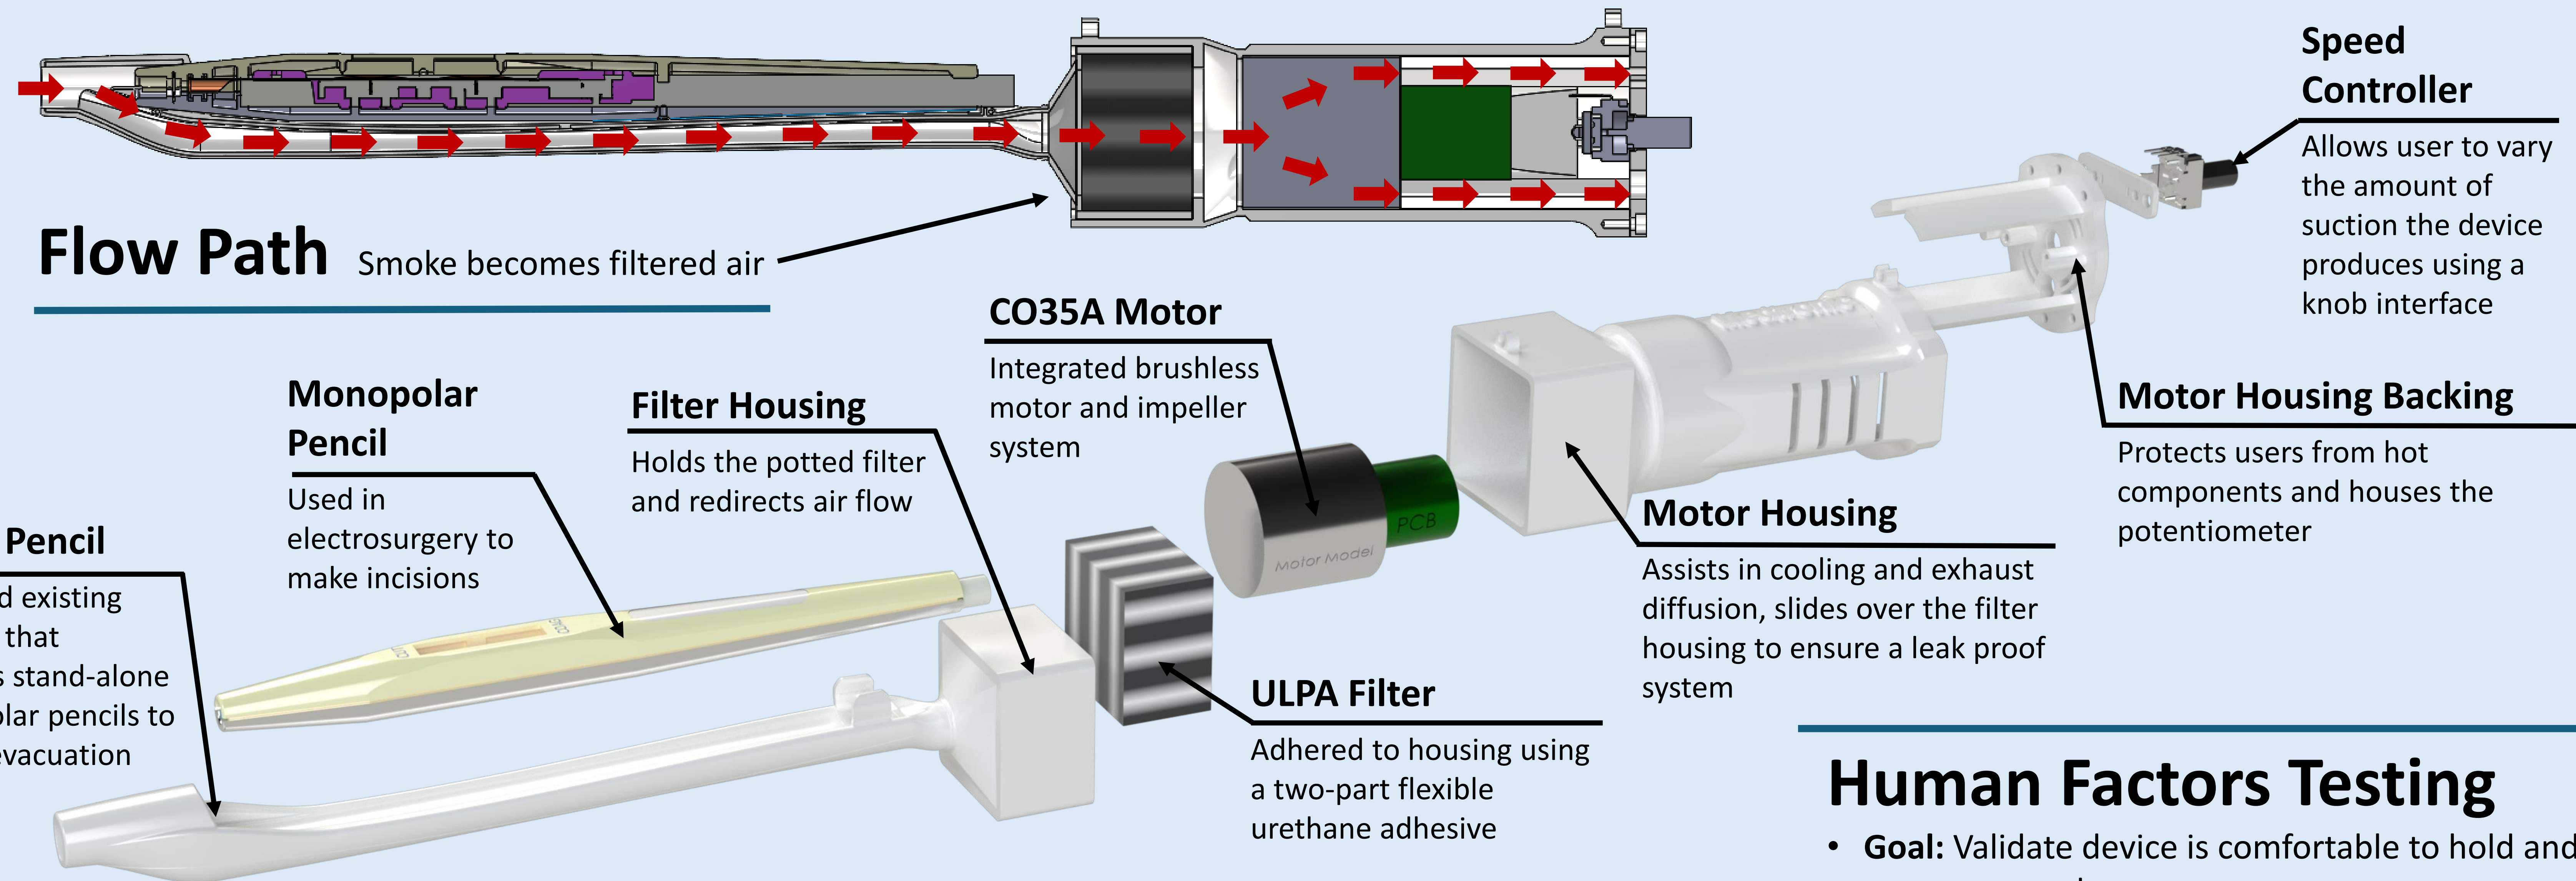 Flow Path
Smoke becomes filtered air
Speed
Controller
Allows user to vary
the amount of
suction the device
produces using a
knob interface
CO35A Motor
Integrated brushless
motor and impeller
system
Monopolar
Pencil
Used in
electrosurgery to
make incisions
Filter Housing
Holds the potted filter
and redirects air flow
Motor Housing Backing
Protects users from hot
components and houses the
potentiometer
Motor Housing
Assists in cooling and exhaust
diffusion, slides over the filter
housing to ensure a leak proof
system
Pencil
existing
that
stand-alone
pencils to
evacuation
PCB
Motor Model
ULPA Filter
Adhered to housing using
a two-part flexible
urethane adhesive
Human Factors Testing
• Goal: Validate device is comfortable to hold and